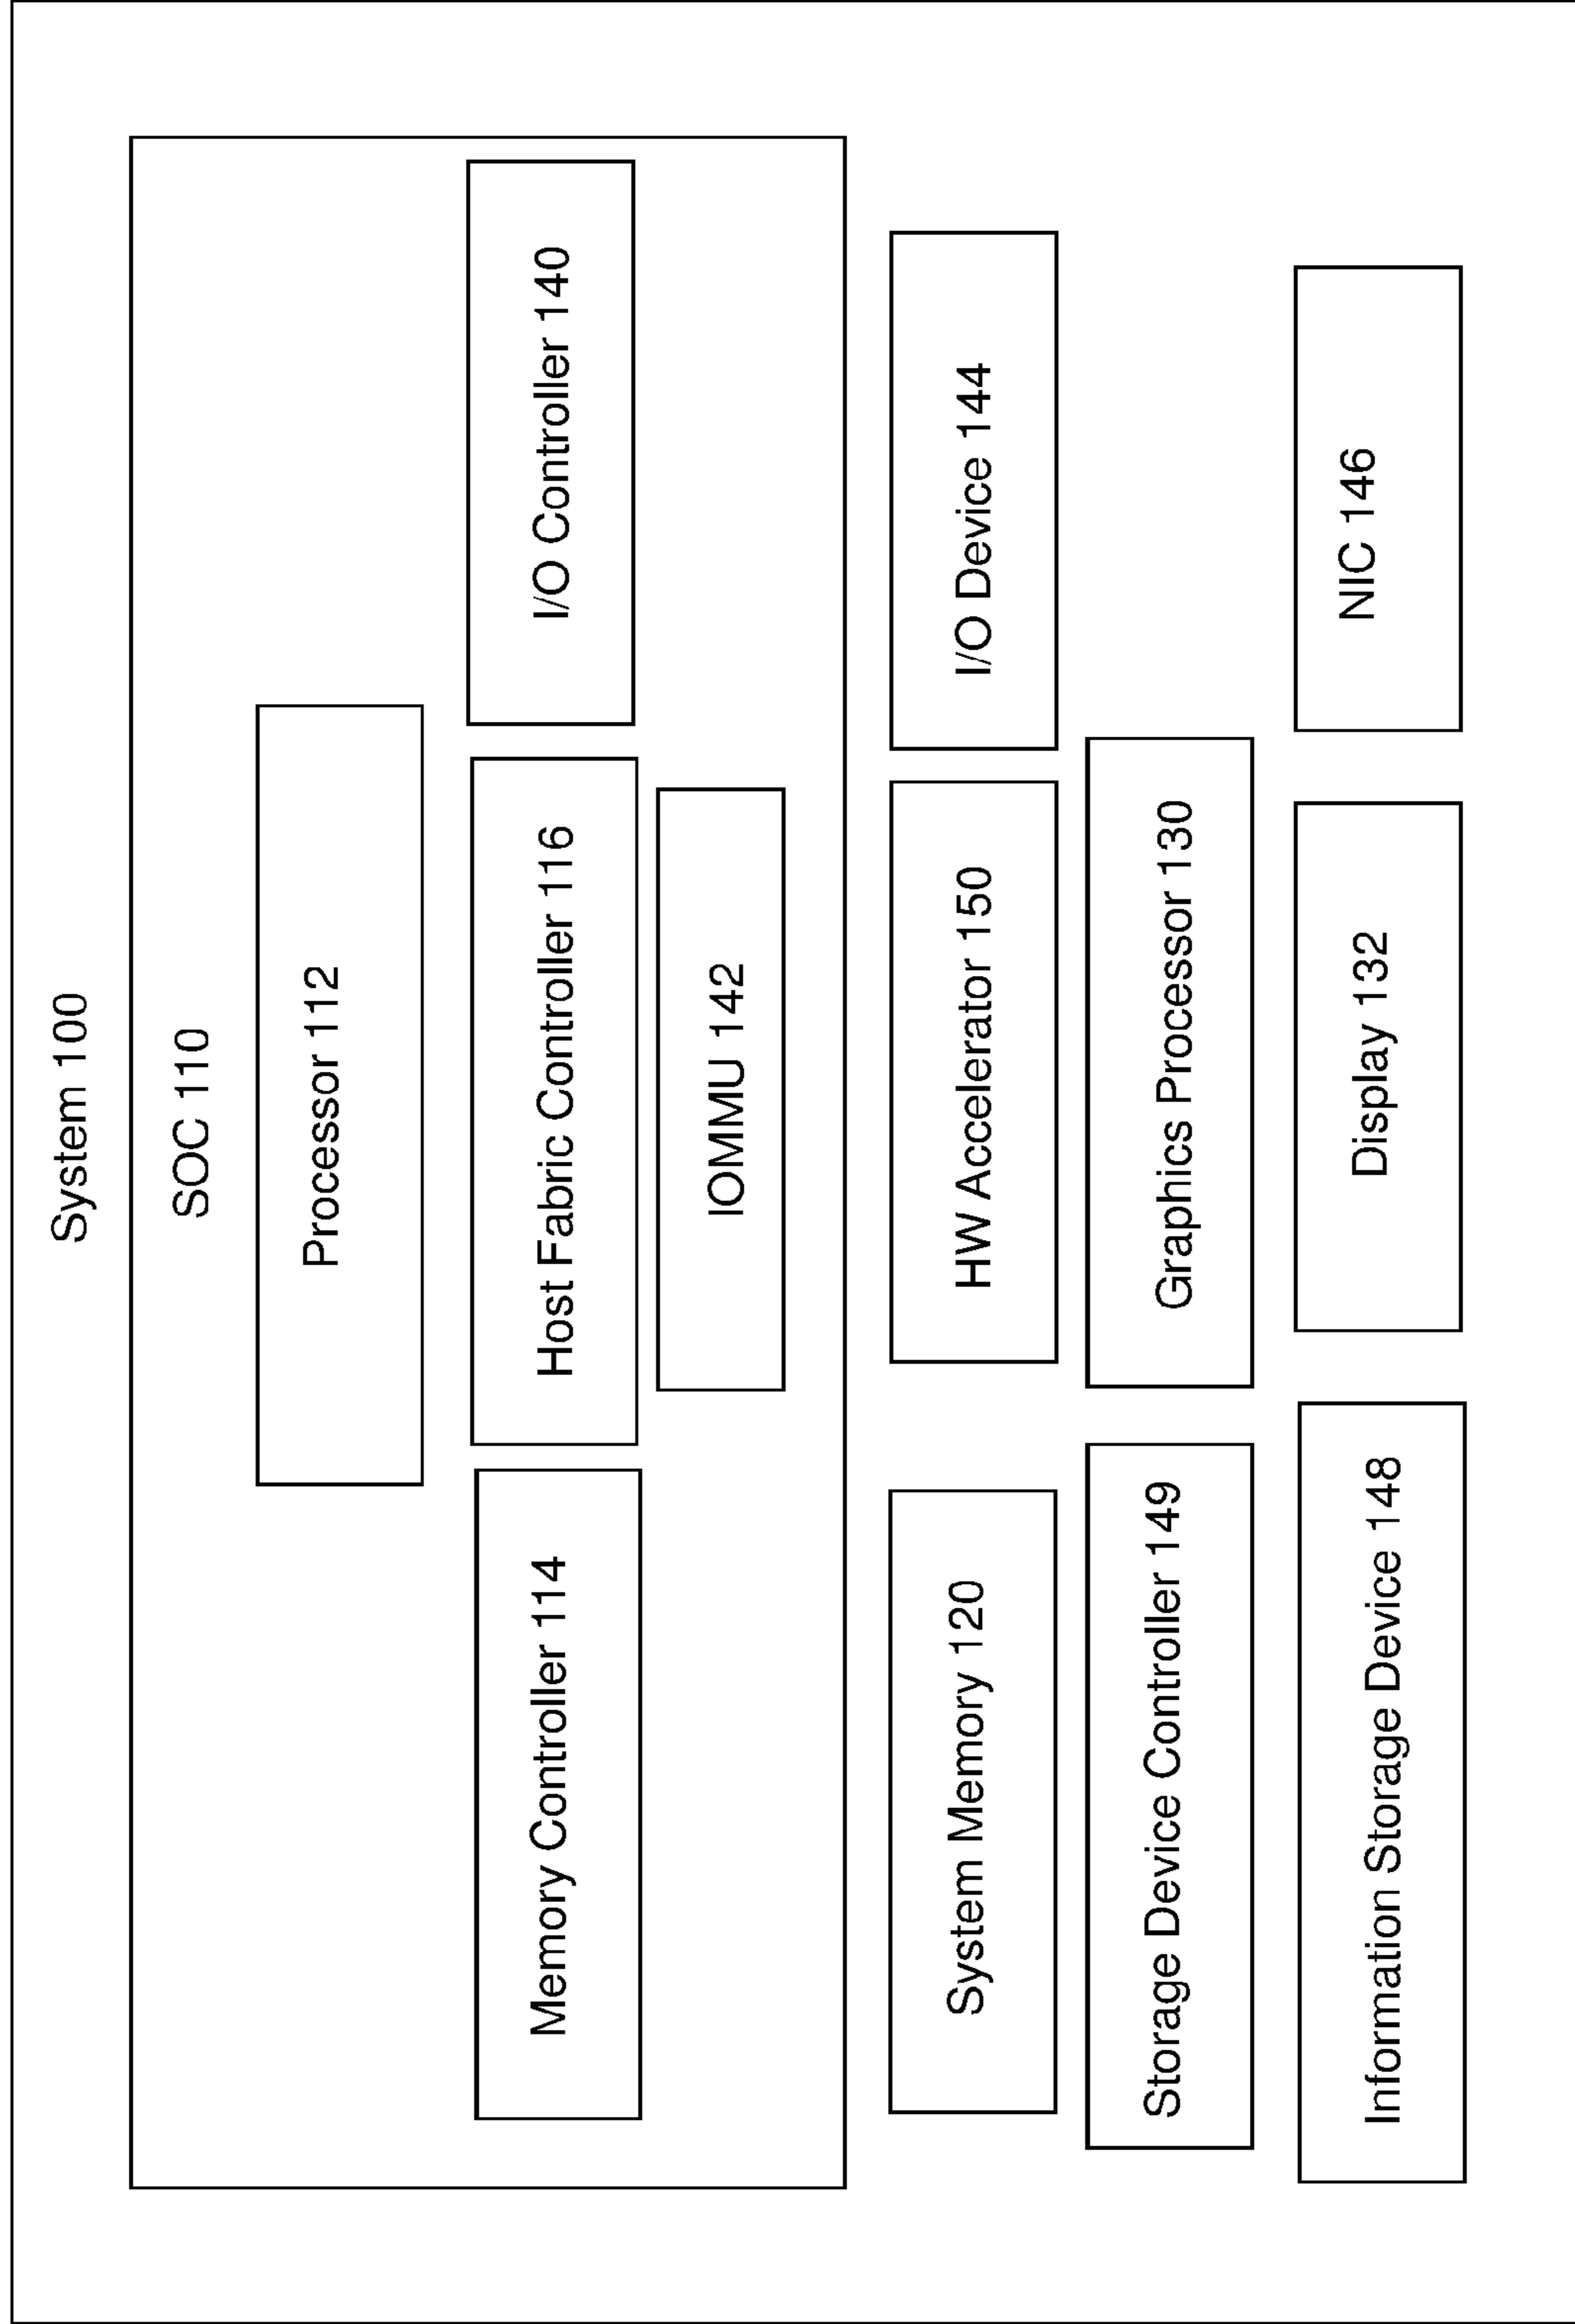 System 100
SOC 110
Processor 112
Memory Controller 114
Host Fabric Controller 116
I/O Controller 140
IOMMU 142
System Memory 120
HW Accelerator 150
I/O Device 144
Storage Device Controller 149
Graphics Processor 130
Information Storage Device 148
Display 132
NIC 146